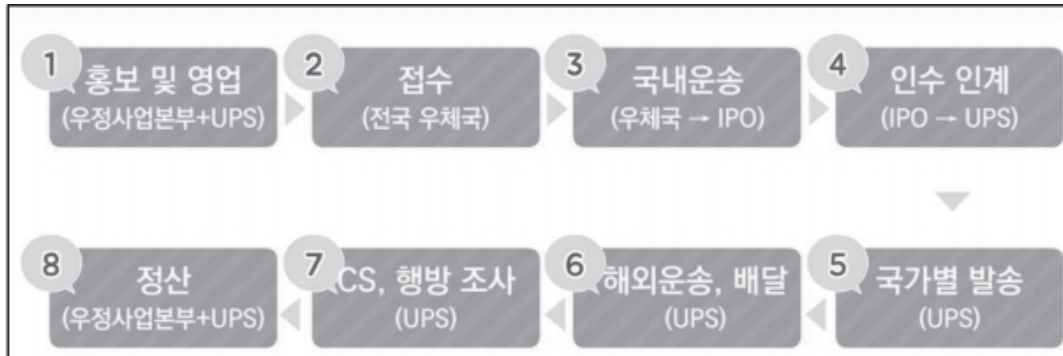 1
홍보 및 영업
(우정사업본부+UPS)
2
접수
(전국 우체국)
3
국내운송
(우체국 → IPO)
4
인수 인계
(IPO → UPS)
5
국가별 발송
(UPS)
6
해외운송, 배달
(UPS)
7
CS, 행방 조사
(UPS)
8
정산
(우정사업본부+UPS)